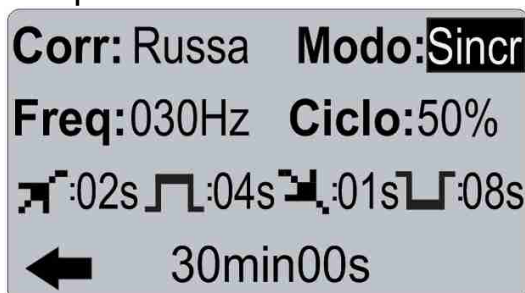 Corr: Russa Modo:Sincr
Freq:030Hz Ciclo:50%
:02s :04s :01s :08s
30min00s